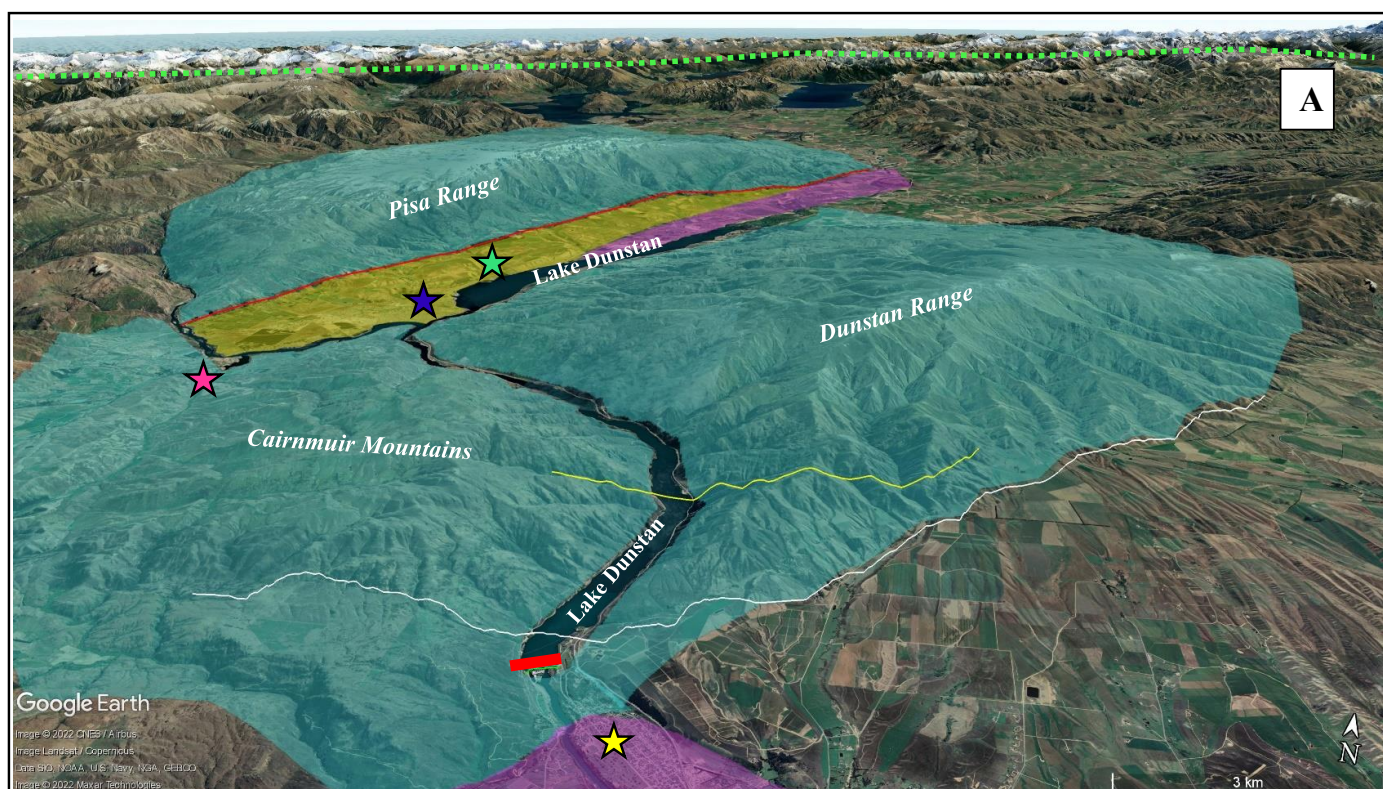 A
Pisa Range
Lake Dunstan
Dunstan Range
Cairnmuir Mountains
Lake Dunstan
Google Earth
Image © 2022 CNES / Airbus
Image Landsat / Copernicus
Data SIO, NOAA, U.S. Navy, NGA, GEBCO
Image © 2022 Maxar Technologies
N
3 km